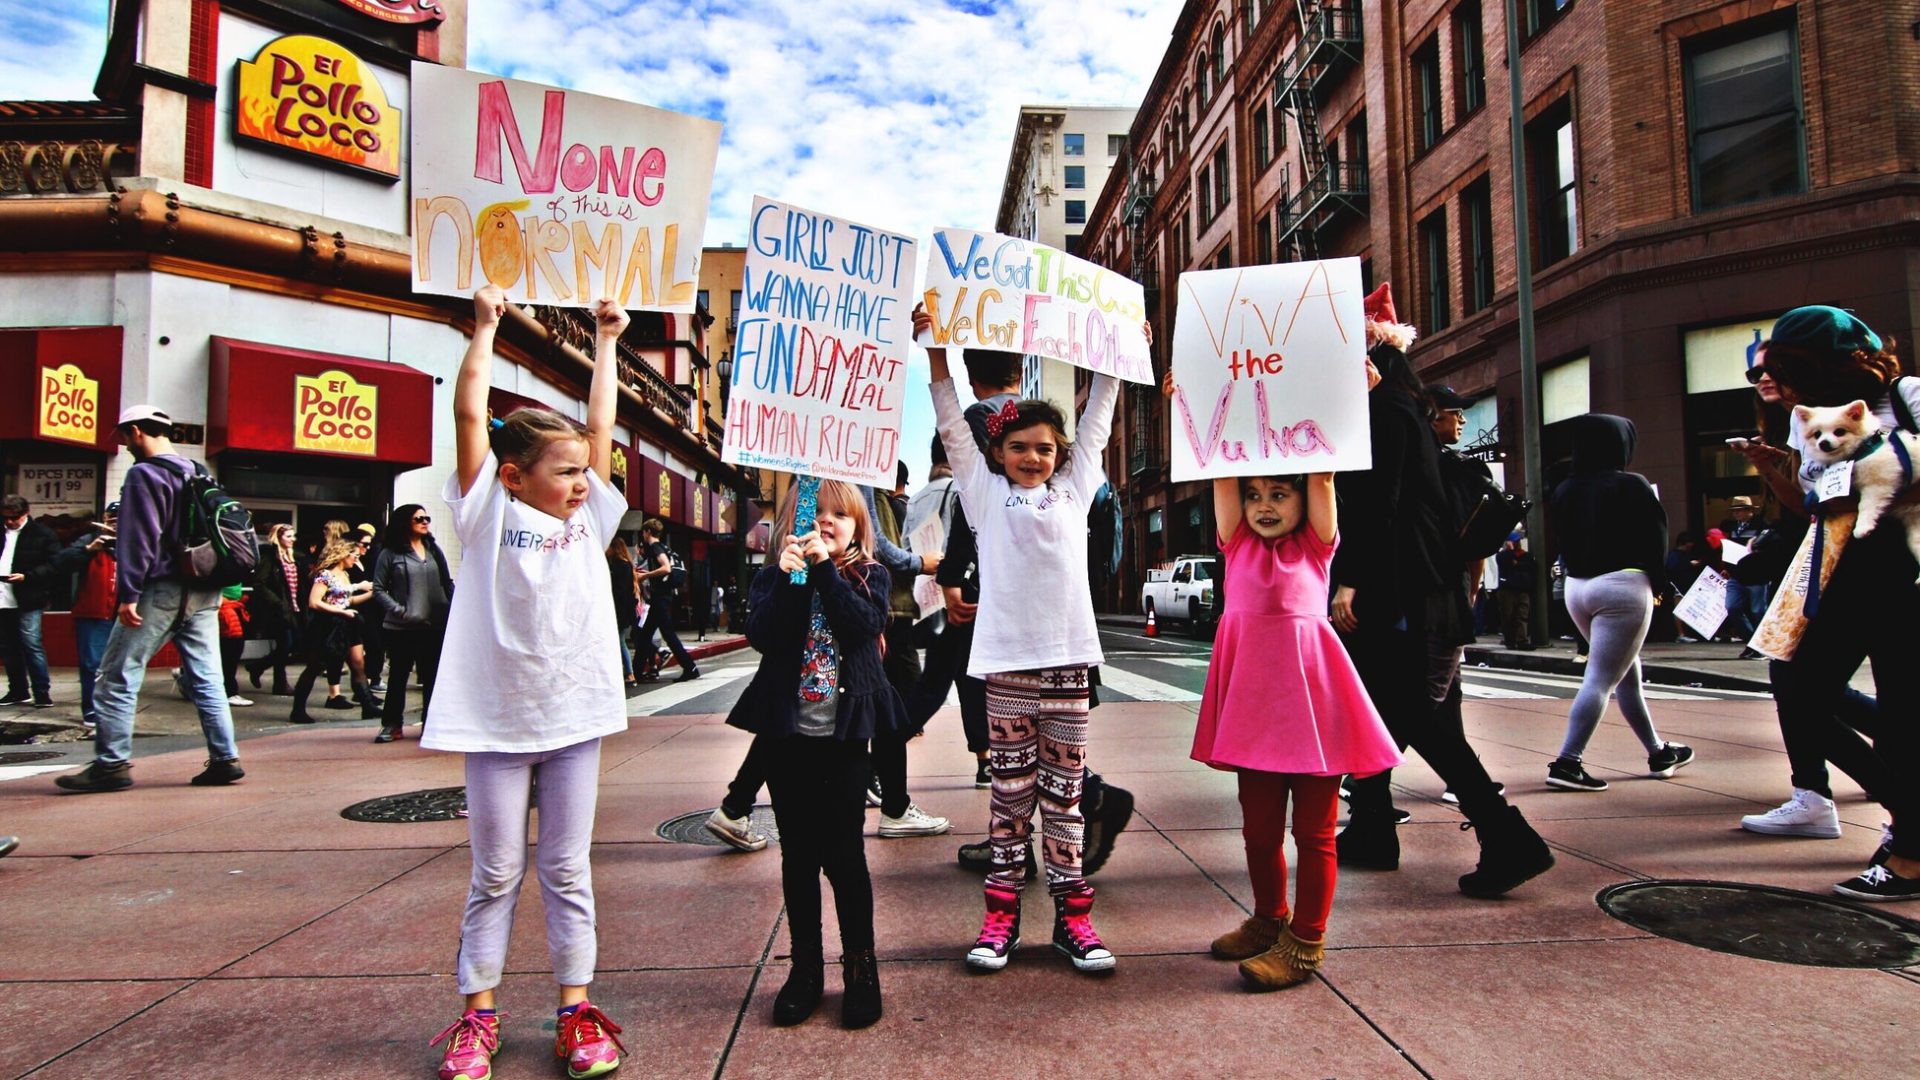 El
Pollo
Loco
None
of this is
NORMAL
GIRLS JUST
WANNA HAVE
FUNDAMENTAL
HUMAN RIGHTS
#WomensRights
We Got This
We Got Each Other
ViVA
the
Vulva
El
Pollo
Loco
El
Pollo
Loco
10 PCS FOR
$11.99